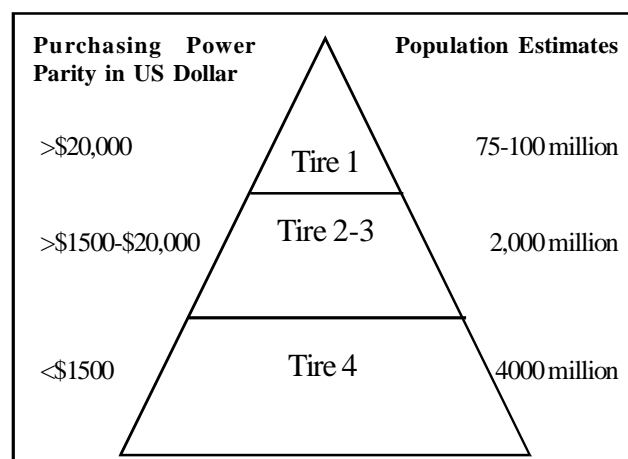 Purchasing Power
Parity in US Dollar
Population Estimates
>$20,000
Tire 1
75-100 million
>$1500-$20,000
Tire 2-3
2,000 million
<$1500
Tire 4
4000 million